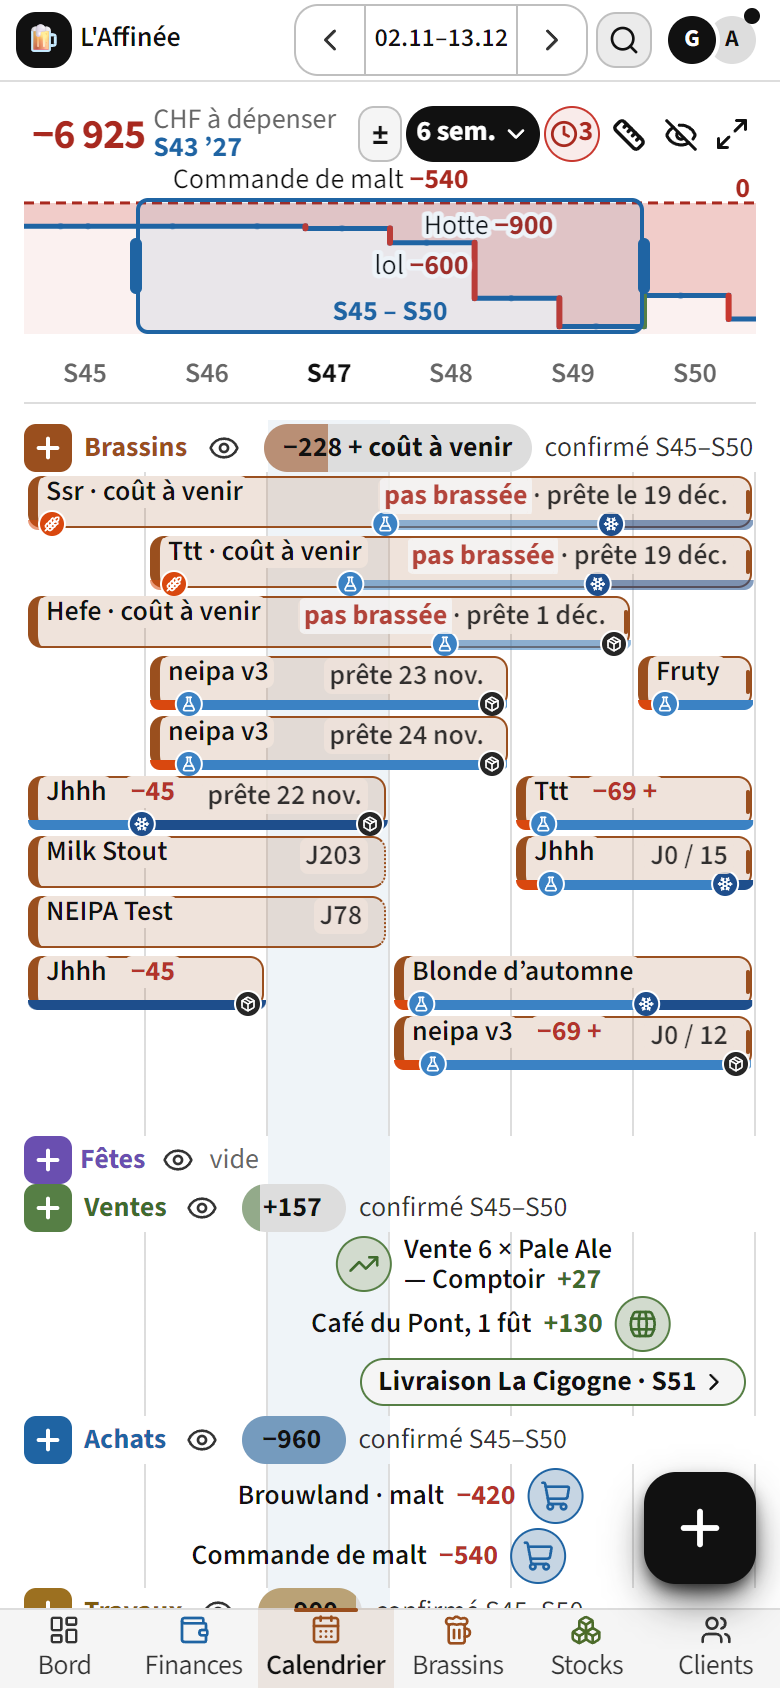 L'Affinée
02.11–13.12
G
A
−6 925 CHF à dépenser
S43 ’27
±
6 sem.
3
Commande de malt −540
0
Hotte −900
lol −600
S45 – S50
S45 S46 S47 S48 S49 S50
Brassins −228 + coût à venir confirmé S45–S50
Ssr · coût à venir pas brassée · prête le 19 déc.
Ttt · coût à venir pas brassée · prête 19 déc.
Hefe · coût à venir pas brassée · prête 1 déc.
neipa v3 prête 23 nov. Fruty
neipa v3 prête 24 nov.
Jhhh −45 prête 22 nov. Ttt −69 +
Milk Stout J203 Jhhh J0 / 15
NEIPA Test J78
Jhhh −45 Blonde d’automne
neipa v3 −69 + J0 / 12
Fêtes vide
Ventes +157 confirmé S45–S50
Vente 6 × Pale Ale
— Comptoir +27
Café du Pont, 1 fût +130
Livraison La Cigogne · S51
Achats −960 confirmé S45–S50
Brouwland · malt −420
Commande de malt −540
Travaux −900 confirmé S45–S50
Bord Finances Calendrier Brassins Stocks Clients